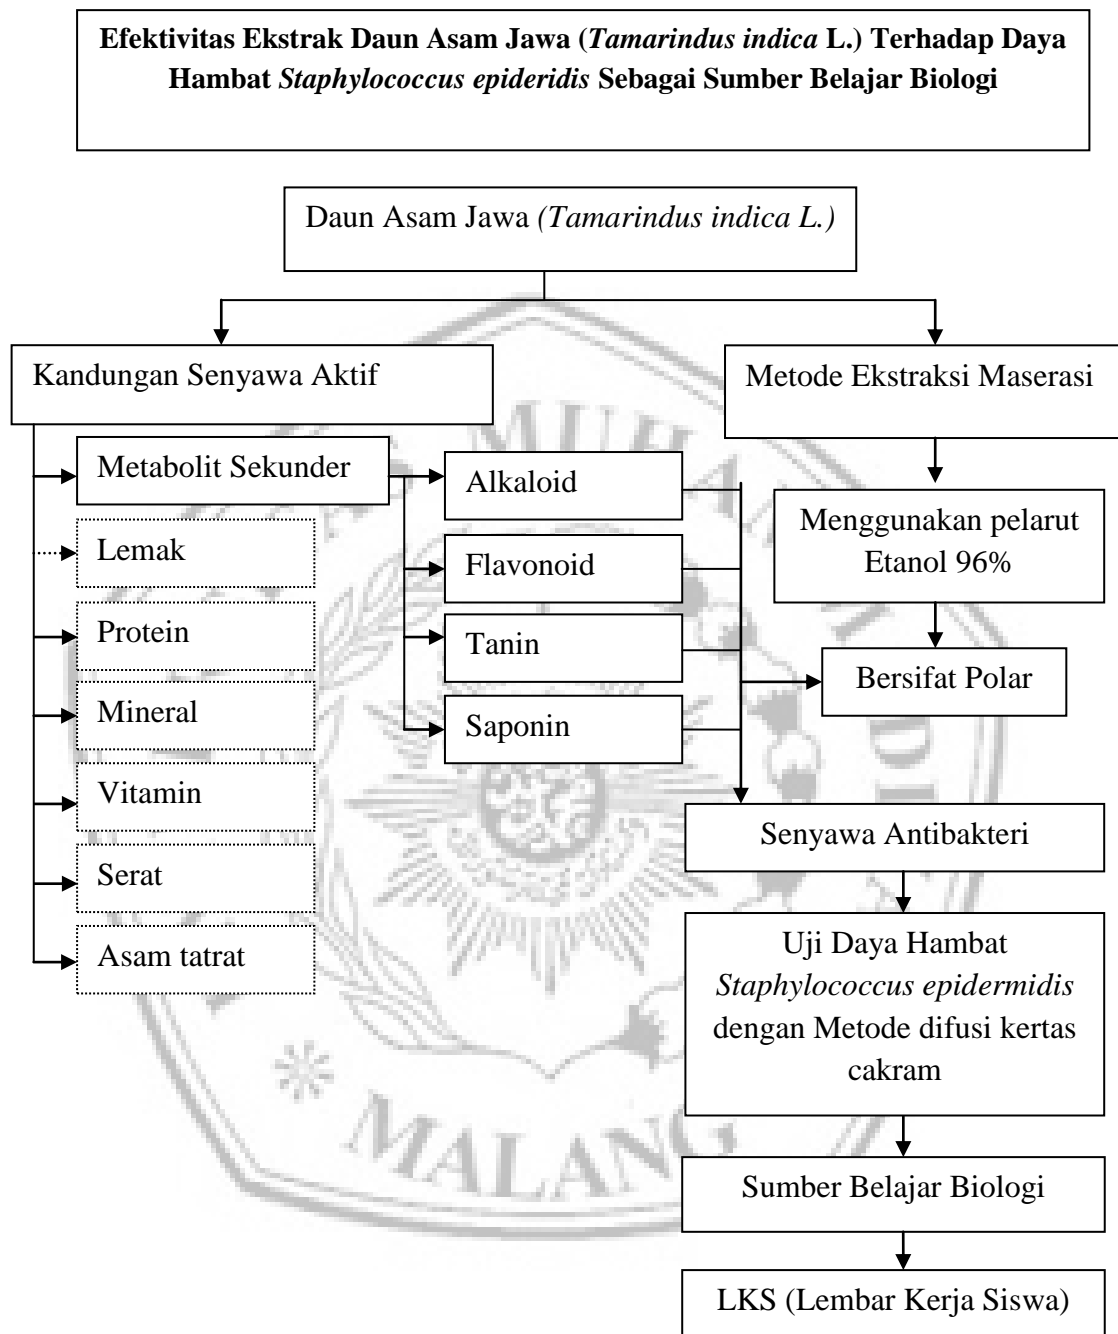 Efektivitas Ekstrak Daun Asam Jawa (Tamarindus indica L.) Terhadap Daya
Hambat Staphylococcus epideridis Sebagai Sumber Belajar Biologi
Daun Asam Jawa (Tamarindus indica L.)
Kandungan Senyawa Aktif
Metode Ekstraksi Maserasi
Metabolit Sekunder
Lemak
Protein
Mineral
Vitamin
Serat
Asam tatrat
Alkaloid
Flavonoid
Tanin
Saponin
Menggunakan pelarut
Etanol 96%
Bersifat Polar
Senyawa Antibakteri
Uji Daya Hambat
Staphylococcus epidermidis
dengan Metode difusi kertas
cakram
Sumber Belajar Biologi
LKS (Lembar Kerja Siswa)
MALANG